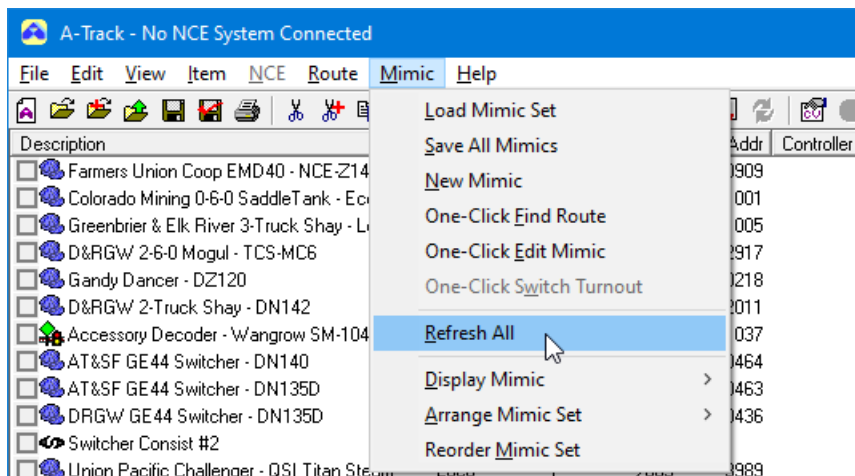 A-Track - No NCE System Connected
File Edit View Item NCE Route Mimic Help
Description Addr Controller
Load Mimic Set
Save All Mimics
New Mimic
One-Click Find Route
One-Click Edit Mimic
One-Click Switch Turnout
Refresh All
Display Mimic
Arrange Mimic Set
Reorder Mimic Set
Farmers Union Coop EMD40 - NCE-Z14 0909
Colorado Mining 0-6-0 SaddleTank - Ec 001
Greenbrier & Elk River 3-Truck Shay - L 005
D&RGW 2-6-0 Mogul - TCS-MC6 2917
Gandy Dancer - DZ120 0218
D&RGW 2-Truck Shay - DN142 2011
Accessory Decoder - Wangrow SM-104 037
AT&SF GE44 Switcher - DN140 0464
AT&SF GE44 Switcher - DN135D 0463
DRGW GE44 Switcher - DN135D 0436
Switcher Consist #2
Union Pacific Challenger - QSI Titan Ste 3989